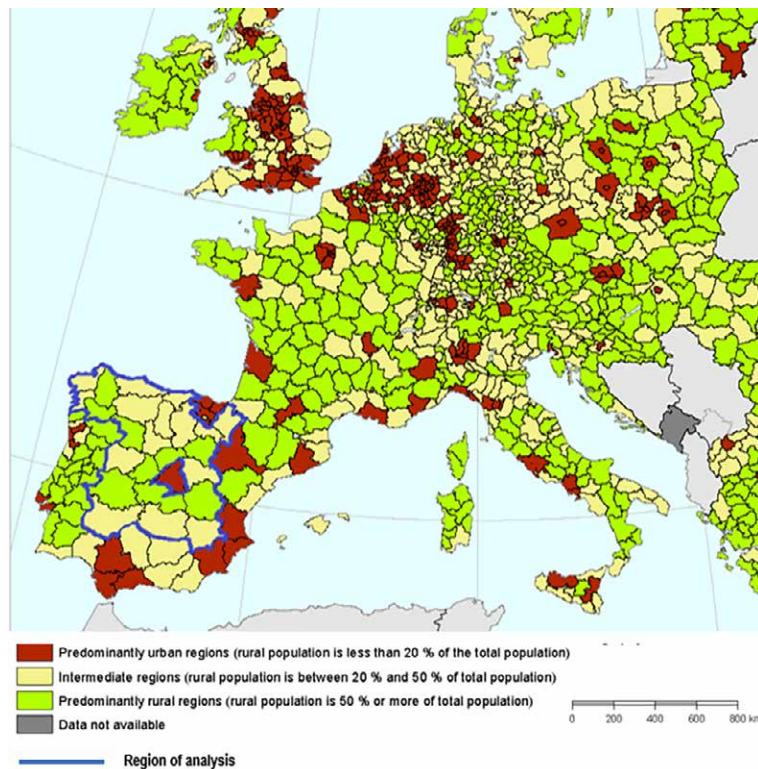 Predominantly urban regions (rural population is less than 20 % of the total population)
Intermediate regions (rural population is between 20 % and 50 % of total population)
Predominantly rural regions (rural population is 50 % or more of total population)
Data not available
0 200 400 600 800 km
Region of analysis